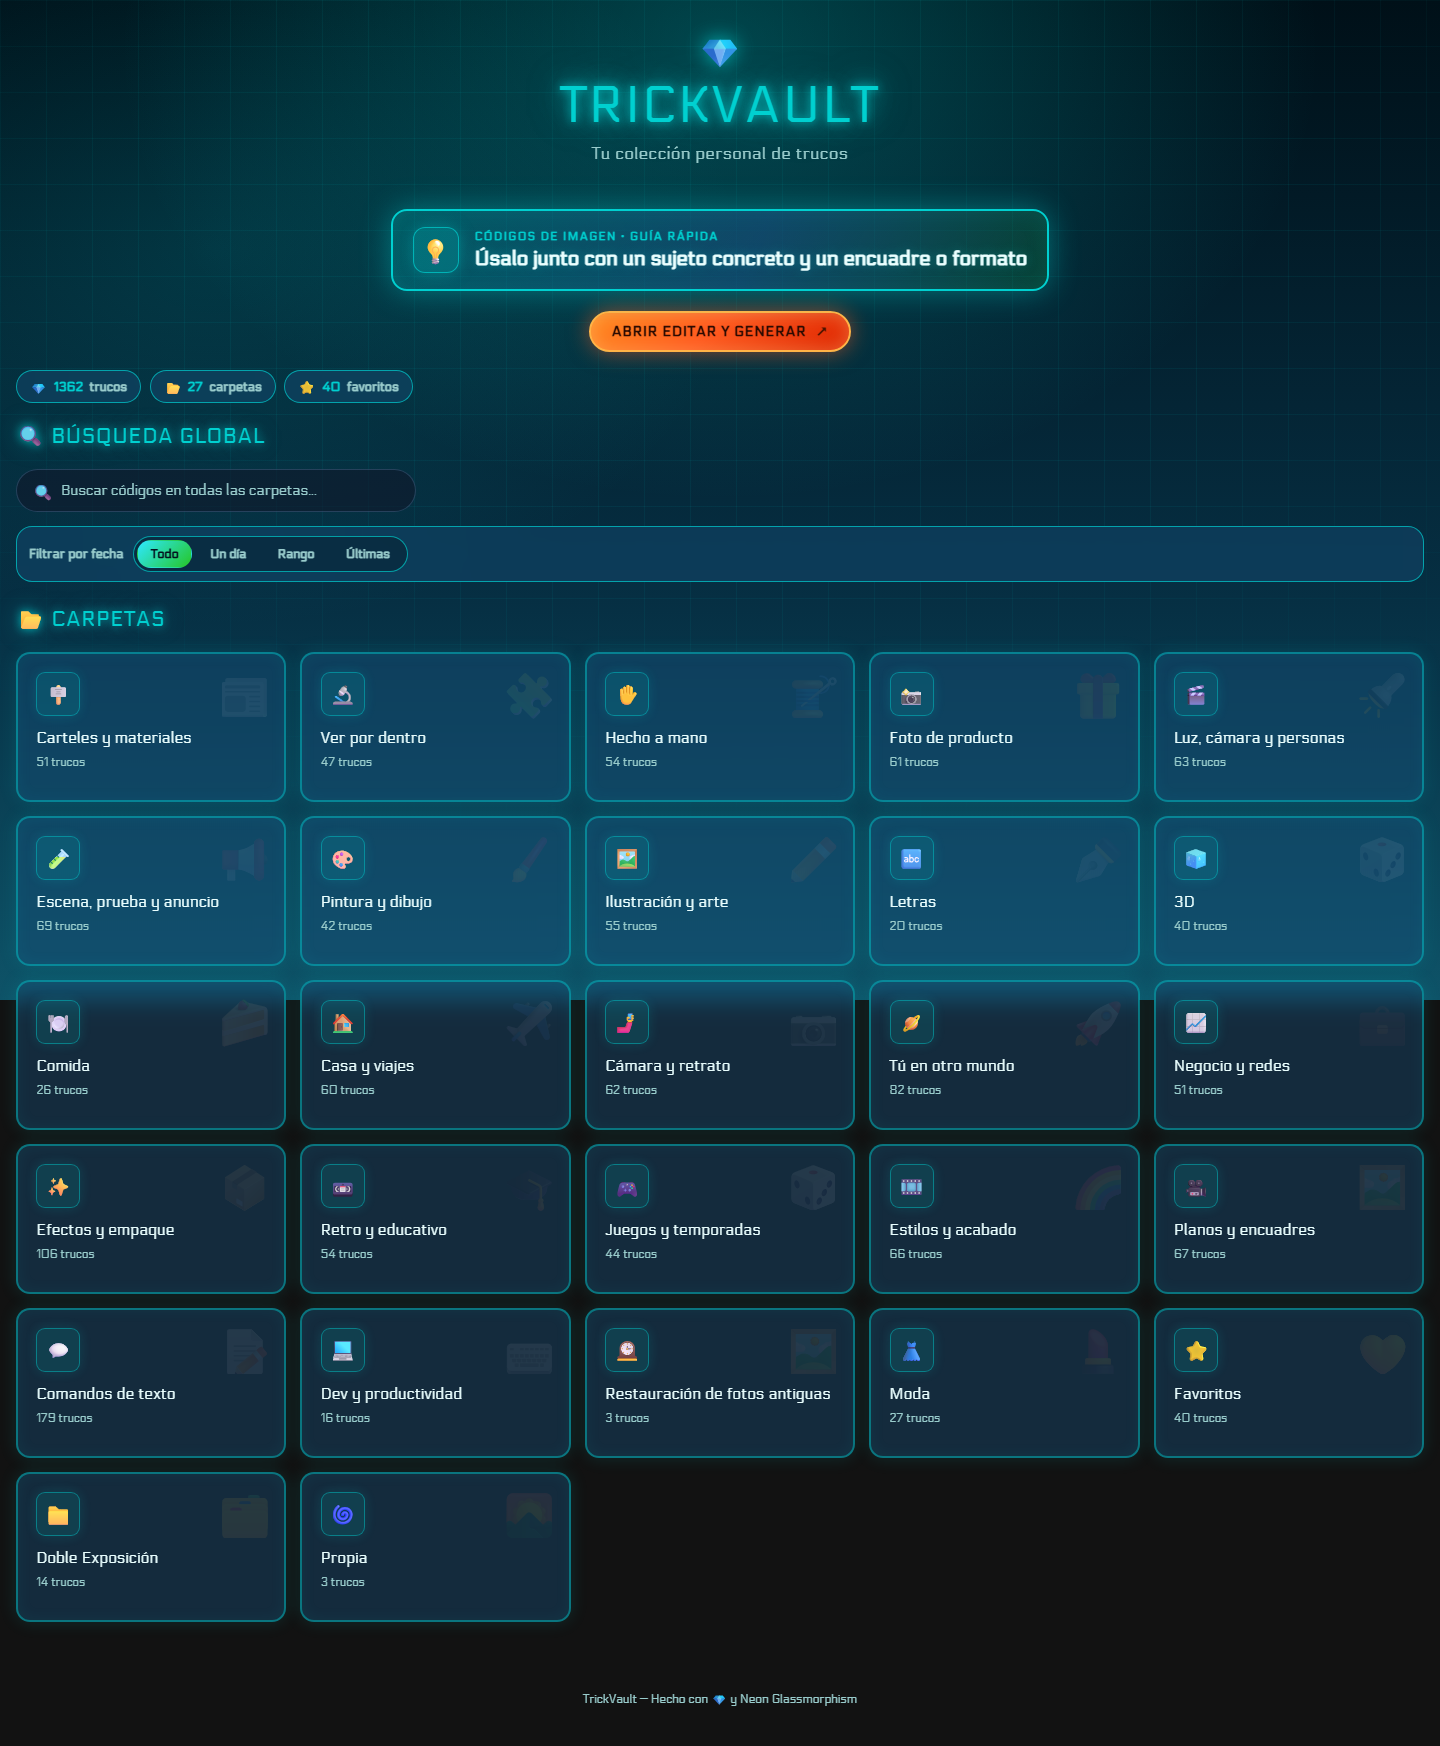 TRICKVAULT
Tu colección personal de trucos
CÓDIGOS DE IMAGEN • GUÍA RÁPIDA
Úsalo junto con un sujeto concreto y un encuadre o formato
ABRIR EDITAR Y GENERAR ↗
1362 trucos
27 carpetas
40 favoritos
BÚSQUEDA GLOBAL
Buscar códigos en todas las carpetas...
Filtrar por fecha
Todo
Un día
Rango
Últimas
CARPETAS
Carteles y materiales
51 trucos
Ver por dentro
47 trucos
Hecho a mano
54 trucos
Foto de producto
61 trucos
Luz, cámara y personas
63 trucos
Escena, prueba y anuncio
69 trucos
Pintura y dibujo
42 trucos
Ilustración y arte
55 trucos
abc
Letras
20 trucos
3D
40 trucos
Comida
26 trucos
Casa y viajes
60 trucos
Cámara y retrato
62 trucos
Tú en otro mundo
82 trucos
Negocio y redes
51 trucos
Efectos y empaque
106 trucos
Retro y educativo
54 trucos
Juegos y temporadas
44 trucos
Estilos y acabado
66 trucos
Planos y encuadres
67 trucos
Comandos de texto
179 trucos
Dev y productividad
16 trucos
Restauración de fotos antiguas
3 trucos
Moda
27 trucos
Favoritos
40 trucos
Doble Exposición
14 trucos
Propia
3 trucos
TrickVault — Hecho con 💎 y Neon Glassmorphism